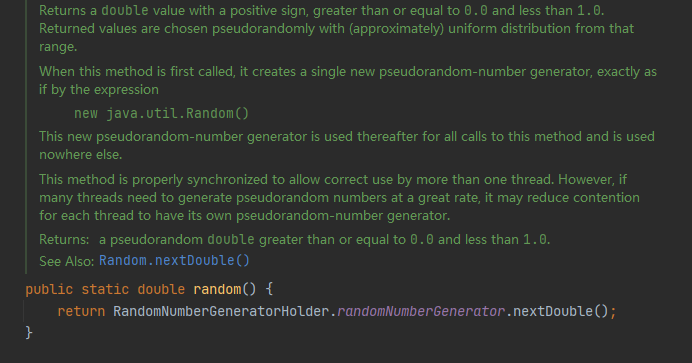 Returns a double value with a positive sign, greater than or equal to 0.0 and less than 1.0.
Returned values are chosen pseudorandomly with (approximately) uniform distribution from that
range.
When this method is first called, it creates a single new pseudorandom-number generator, exactly as
if by the expression
new java.util.Random()
This new pseudorandom-number generator is used thereafter for all calls to this method and is used
nowhere else.
This method is properly synchronized to allow correct use by more than one thread. However, if
many threads need to generate pseudorandom numbers at a great rate, it may reduce contention
for each thread to have its own pseudorandom-number generator.
Returns: a pseudorandom double greater than or equal to 0.0 and less than 1.0.
See Also: Random.nextDouble()
public static double random() {
return RandomNumberGeneratorHolder.randomNumberGenerator.nextDouble();
}